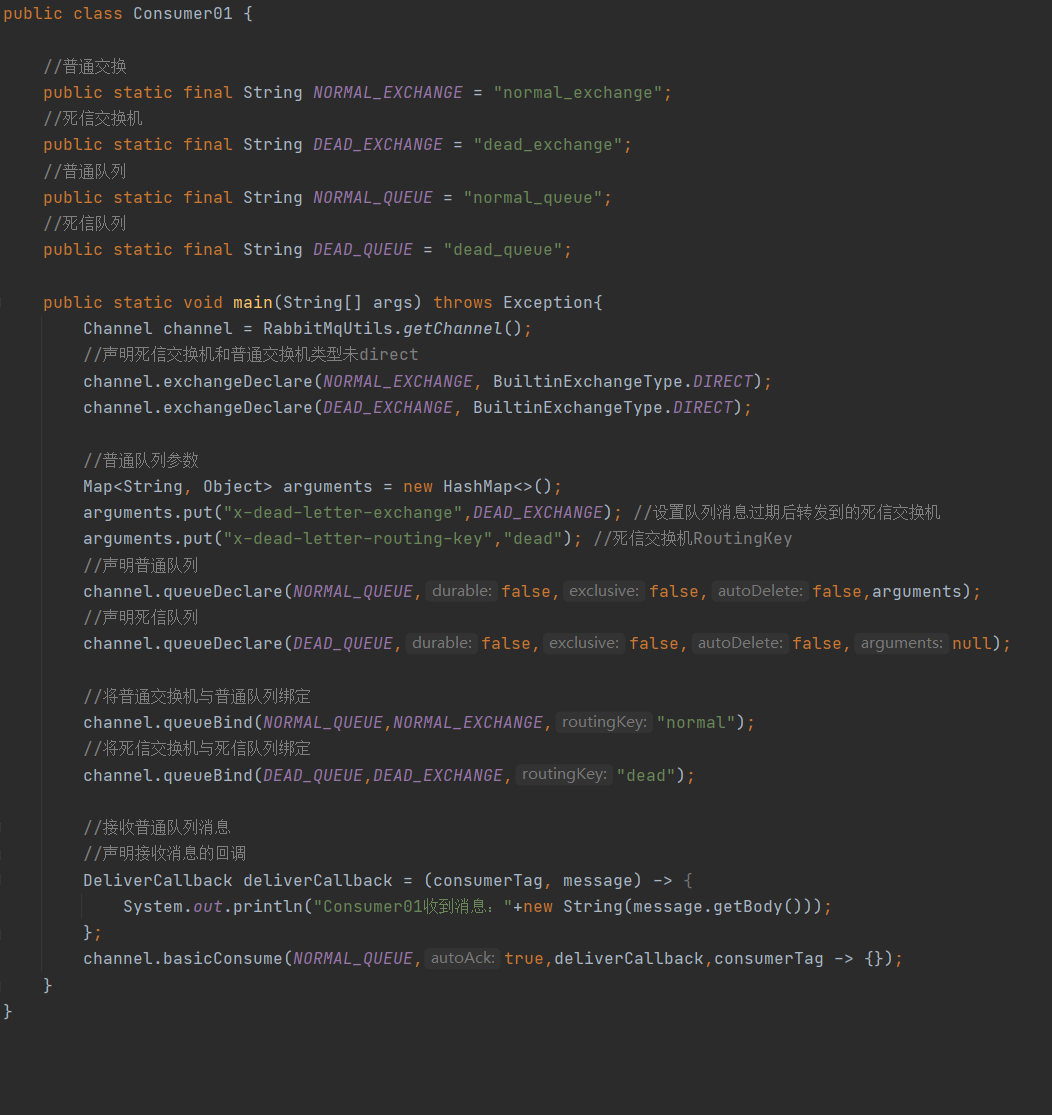 public class Consumer01 {
//普通交换
public static final String NORMAL_EXCHANGE = "normal_exchange";
//死信交换机
public static final String DEAD_EXCHANGE = "dead_exchange";
//普通队列
public static final String NORMAL_QUEUE = "normal_queue";
//死信队列
public static final String DEAD_QUEUE = "dead_queue";
public static void main(String[] args) throws Exception{
Channel channel = RabbitMqUtils.getChannel();
//声明死信交换机和普通交换机类型未direct
channel.exchangeDeclare(NORMAL_EXCHANGE, BuiltinExchangeType.DIRECT);
channel.exchangeDeclare(DEAD_EXCHANGE, BuiltinExchangeType.DIRECT);
//普通队列参数
Map<String, Object> arguments = new HashMap<>();
arguments.put("x-dead-letter-exchange",DEAD_EXCHANGE); //设置队列消息过期后转发到的死信交换机
arguments.put("x-dead-letter-routing-key","dead"); //死信交换机RoutingKey
//声明普通队列
channel.queueDeclare(NORMAL_QUEUE, durable: false, exclusive: false, autoDelete: false,arguments);
//声明死信队列
channel.queueDeclare(DEAD_QUEUE, durable: false, exclusive: false, autoDelete: false, arguments: null);
//将普通交换机与普通队列绑定
channel.queueBind(NORMAL_QUEUE,NORMAL_EXCHANGE, routingKey: "normal");
//将死信交换机与死信队列绑定
channel.queueBind(DEAD_QUEUE,DEAD_EXCHANGE, routingKey: "dead");
//接收普通队列消息
//声明接收消息的回调
DeliverCallback deliverCallback = (consumerTag, message) -> {
System.out.println("Consumer01收到消息："+new String(message.getBody()));
};
channel.basicConsume(NORMAL_QUEUE, autoAck: true,deliverCallback,consumerTag -> {});
}
}